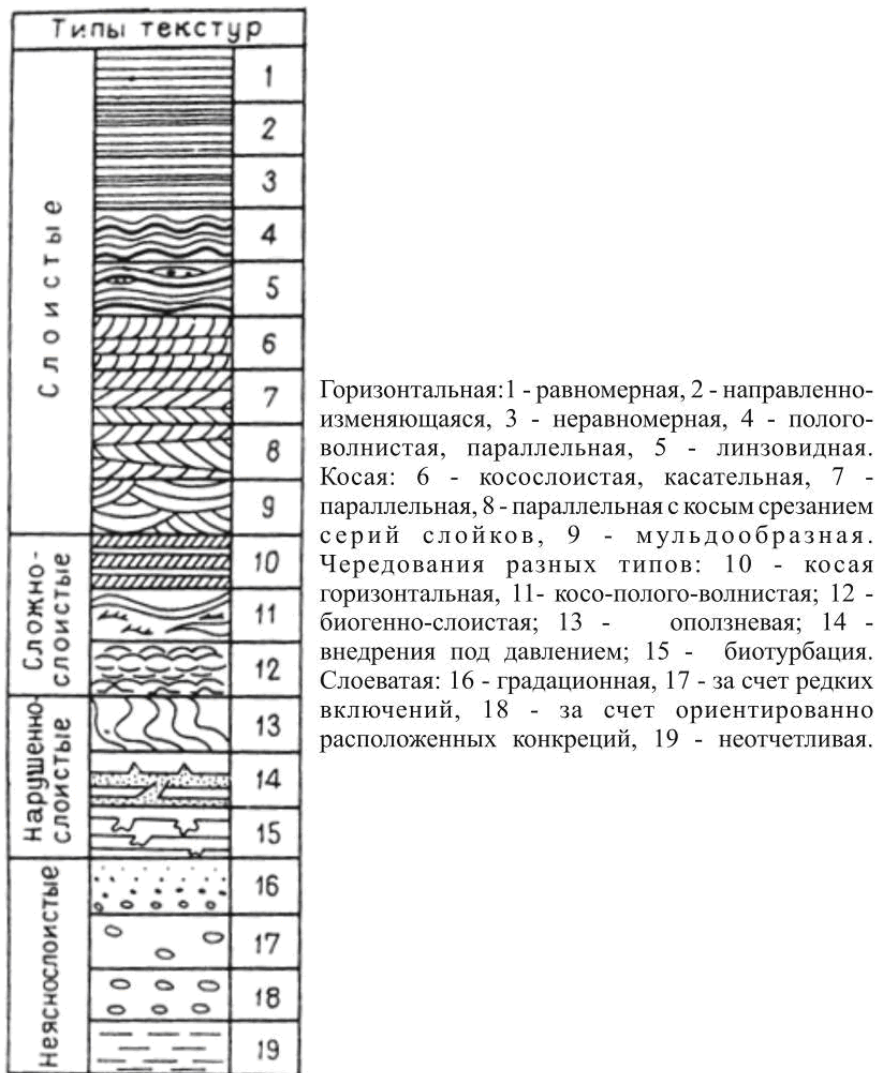 Типы текстур
Слоистые
1
2
3
4
5
6
7
8
9
Сложно-
слоистые
10
11
12
Нарушенно-
слоистые
13
14
15
Неяснослоистые
16
17
18
19
Горизонтальная:1 - равномерная, 2 - направленно-
изменяющаяся, 3 - неравномерная, 4 - полого-
волнистая, параллельная, 5 - линзовидная.
Косая: 6 - косослоистая, касательная, 7 -
параллельная, 8 - параллельная с косым срезанием
серий слойков, 9 - мульдообразная.
Чередования разных типов: 10 - косая
горизонтальная, 11- косо-полого-волнистая; 12 -
биогенно-слоистая; 13 - оползневая; 14 -
внедрения под давлением; 15 - биотурбация.
Слоеватая: 16 - градационная, 17 - за счет редких
включений, 18 - за счет ориентированно
расположенных конкреций, 19 - неотчетливая.